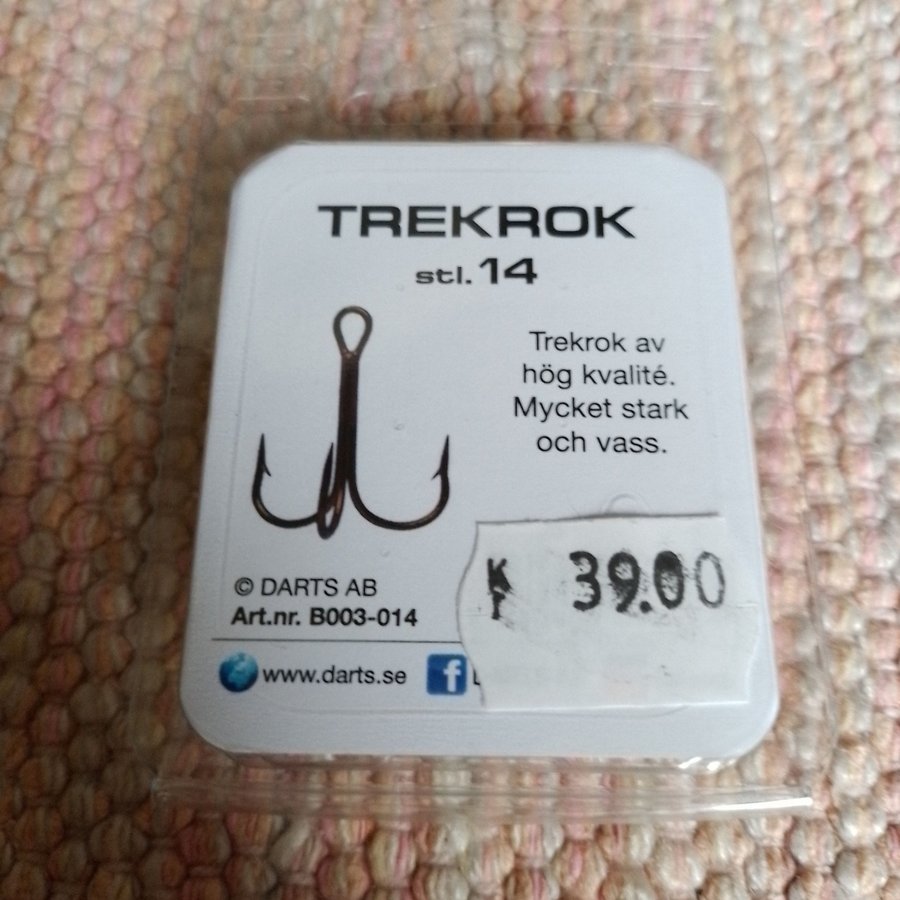 TREKROK
stl. 14
Trekrok av
hög kvalité.
Mycket stark
och vass.
© DARTS AB
Art.nr. B003-014
www.darts.se f
Kr 39.00